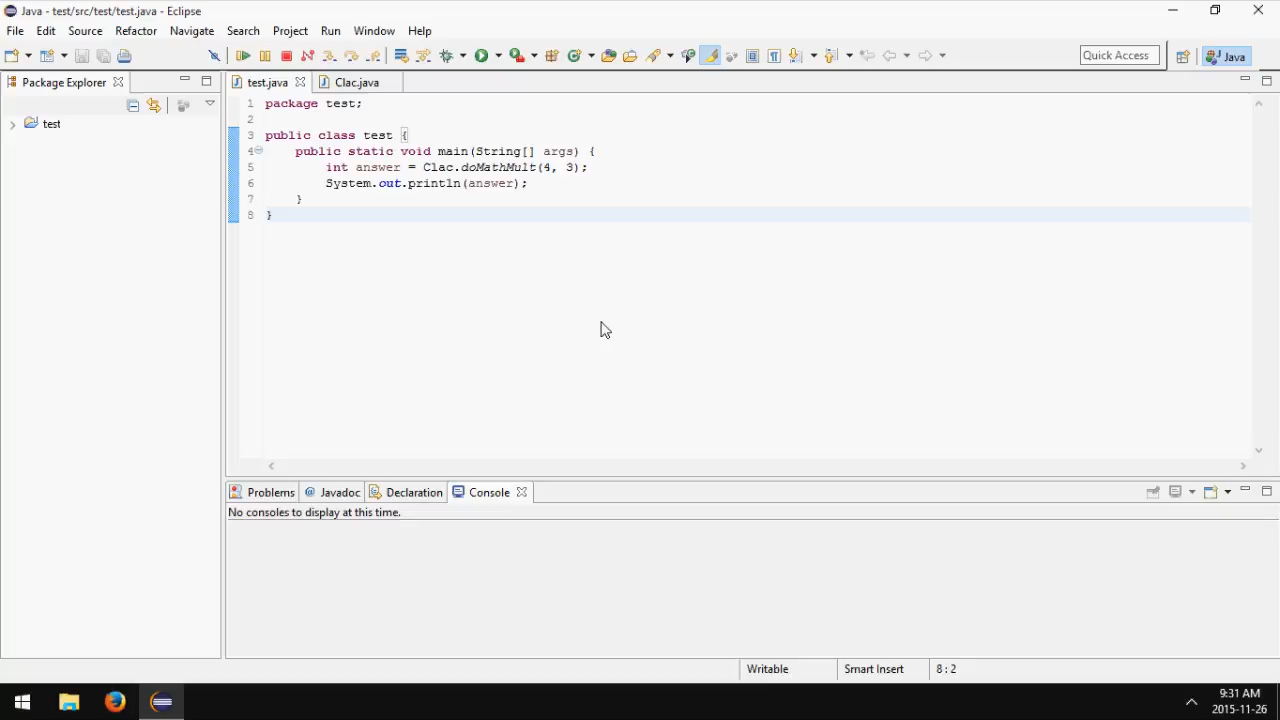 Java - test/src/test/test.java - Eclipse
File Edit Source Refactor Navigate Search Project Run Window Help
Quick Access Java
Package Explorer
test
test.java Clac.java
1 package test;
2
3 public class test {
4 public static void main(String[] args) {
5 int answer = Clac.doMathMult(4, 3);
6 System.out.println(answer);
7 }
8 }
Problems @ Javadoc Declaration Console
No consoles to display at this time.
Writable Smart Insert 8 : 2
9:31 AM
2015-11-26